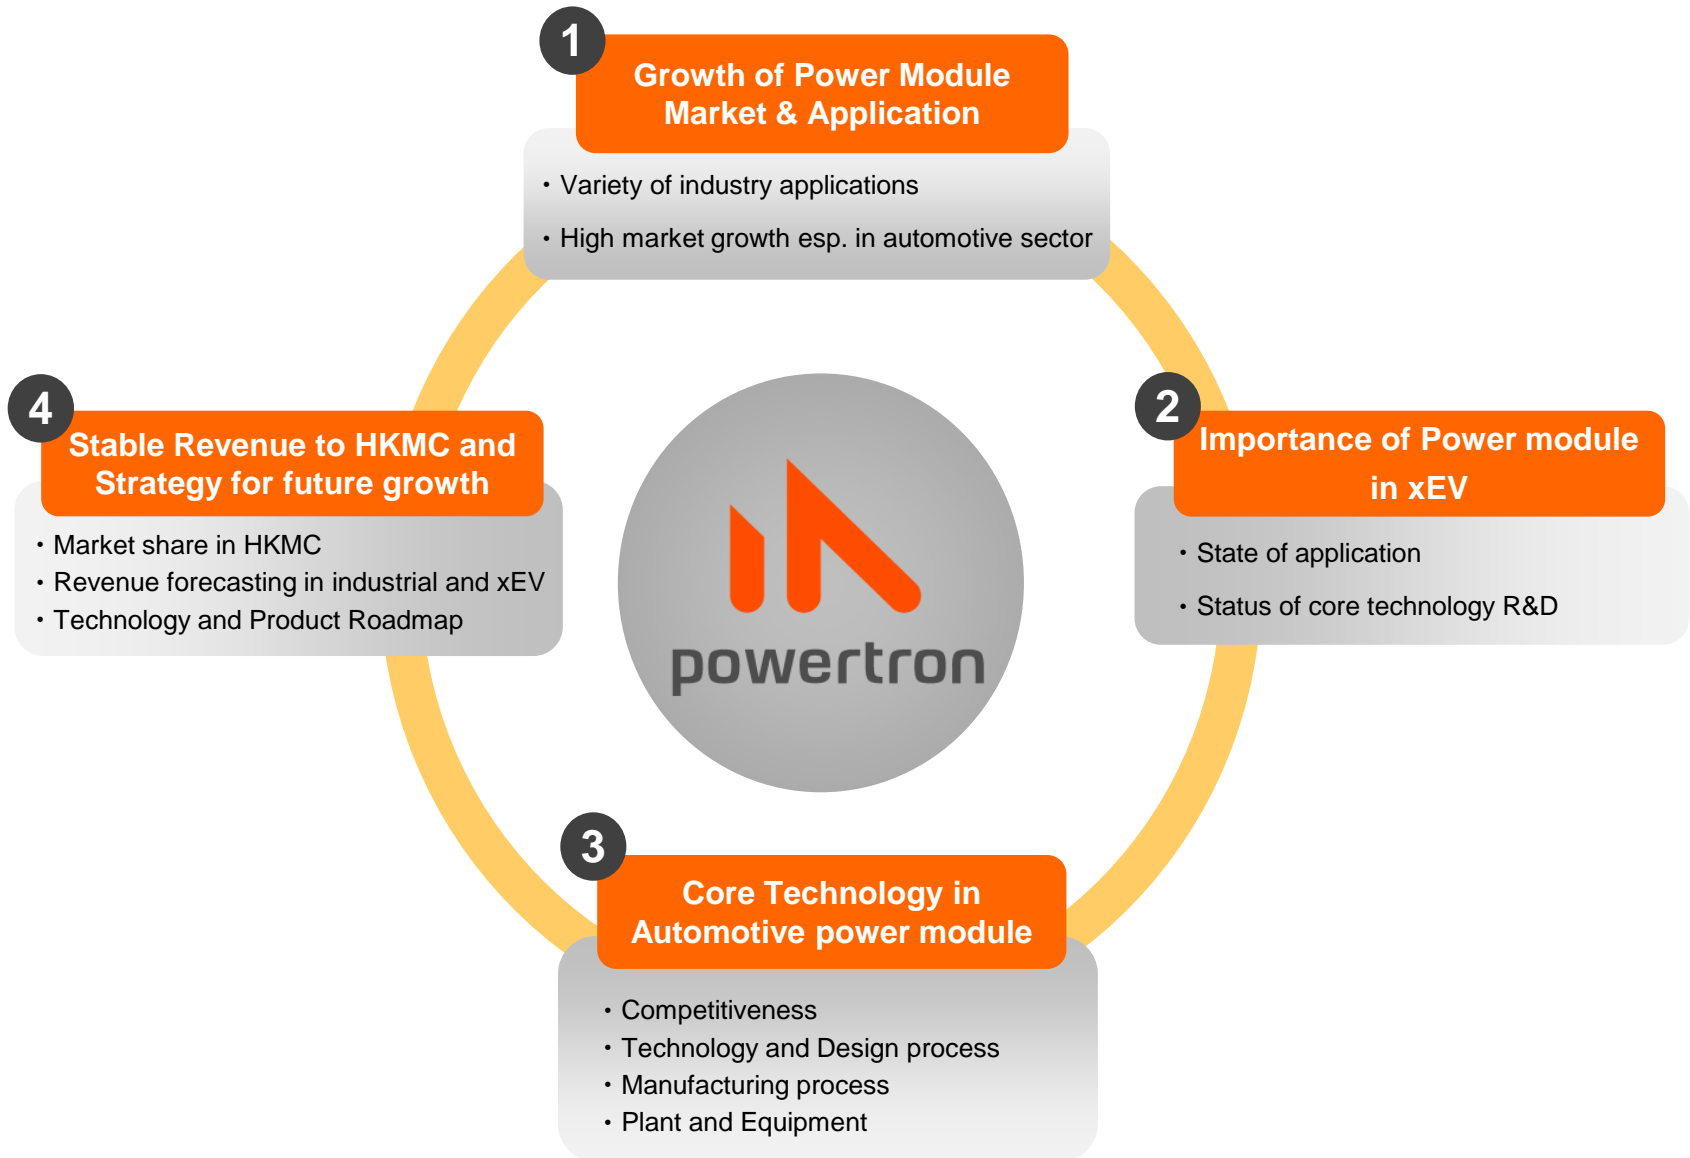 1
Growth of Power Module
Market & Application
・Variety of industry applications
・High market growth esp. in automotive sector
2
Importance of Power module
in xEV
・State of application
・Status of core technology R&D
3
Core Technology in
Automotive power module
・Competitiveness
・Technology and Design process
・Manufacturing process
・Plant and Equipment
4
Stable Revenue to HKMC and
Strategy for future growth
・Market share in HKMC
・Revenue forecasting in industrial and xEV
・Technology and Product Roadmap
powertron